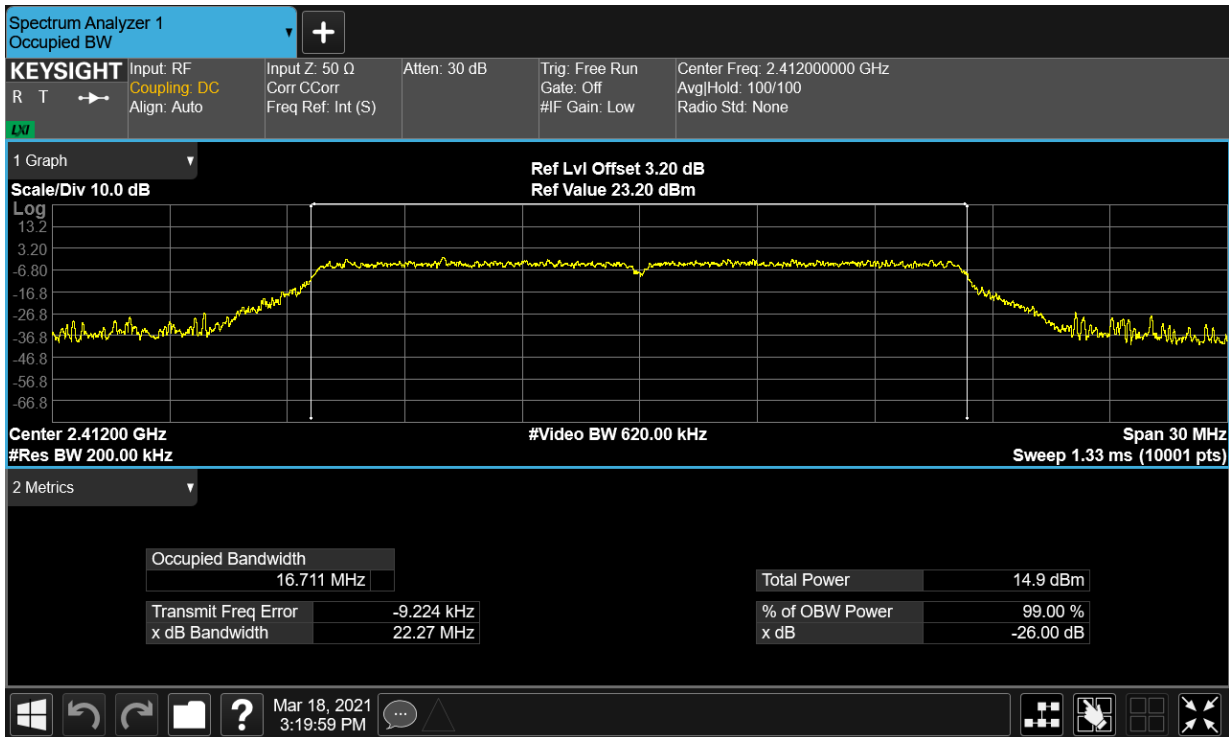 Spectrum Analyzer 1
Occupied BW
KEYSIGHT
R T
LXI
Input: RF
Coupling: DC
Align: Auto
Input Z: 50 Ω
Corr CCorr
Freq Ref: Int (S)
Atten: 30 dB
Trig: Free Run
Gate: Off
#IF Gain: Low
Center Freq: 2.412000000 GHz
Avg|Hold: 100/100
Radio Std: None
1 Graph
Scale/Div 10.0 dB
Ref Lvl Offset 3.20 dB
Ref Value 23.20 dBm
Log
13.2
3.20
-6.80
-16.8
-26.8
-36.8
-46.8
-56.8
-66.8
Center 2.41200 GHz
#Video BW 620.00 kHz
Span 30 MHz
#Res BW 200.00 kHz
Sweep 1.33 ms (10001 pts)
2 Metrics
Occupied Bandwidth
16.711 MHz
Total Power 14.9 dBm
Transmit Freq Error -9.224 kHz
% of OBW Power 99.00 %
x dB Bandwidth 22.27 MHz
x dB -26.00 dB
?
Mar 18, 2021
3:19:59 PM